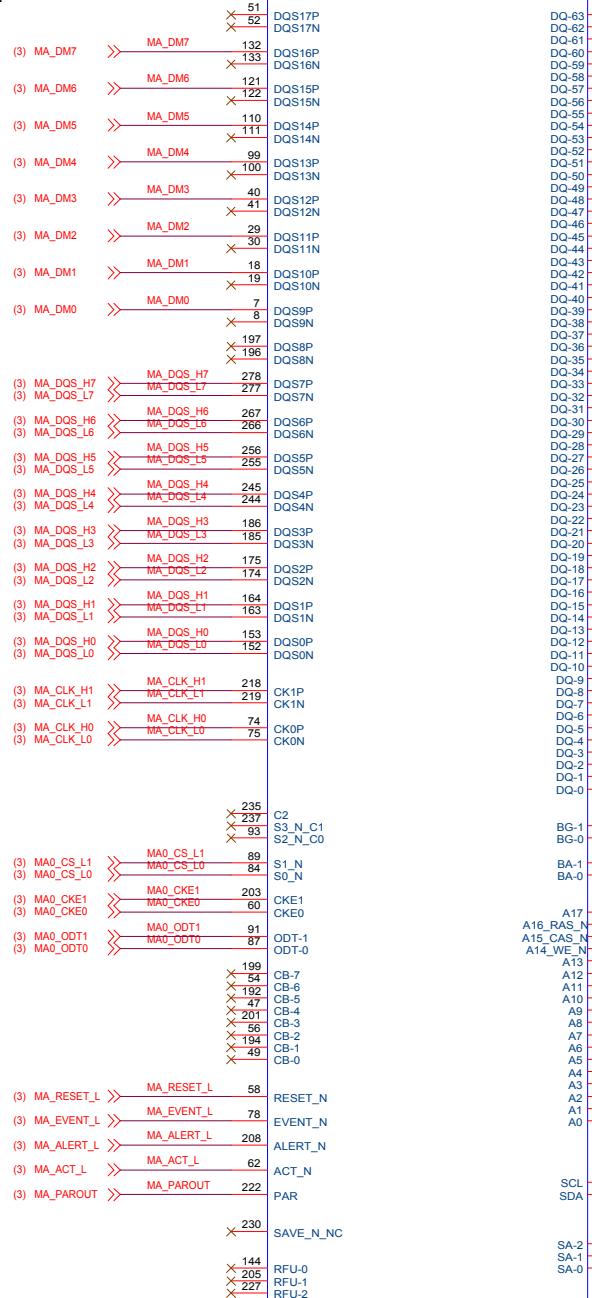 51 DQS17P
52 DQS17N
(3) MA_DM7 MA_DM7 132 DQS16P
133 DQS16N
(3) MA_DM6 MA_DM6 121 DQS15P
122 DQS15N
(3) MA_DM5 MA_DM5 110 DQS14P
111 DQS14N
(3) MA_DM4 MA_DM4 99 DQS13P
100 DQS13N
(3) MA_DM3 MA_DM3 40 DQS12P
41 DQS12N
(3) MA_DM2 MA_DM2 29 DQS11P
30 DQS11N
(3) MA_DM1 MA_DM1 18 DQS10P
19 DQS10N
(3) MA_DM0 MA_DM0 7 DQS9P
8 DQS9N
197 DQS8P
196 DQS8N
(3) MA_DQS_H7 MA_DQS_H7 278 DQS7P
(3) MA_DQS_L7 MA_DQS_L7 277 DQS7N
(3) MA_DQS_H6 MA_DQS_H6 267 DQS6P
(3) MA_DQS_L6 MA_DQS_L6 266 DQS6N
(3) MA_DQS_H5 MA_DQS_H5 256 DQS5P
(3) MA_DQS_L5 MA_DQS_L5 255 DQS5N
(3) MA_DQS_H4 MA_DQS_H4 245 DQS4P
(3) MA_DQS_L4 MA_DQS_L4 244 DQS4N
(3) MA_DQS_H3 MA_DQS_H3 186 DQS3P
(3) MA_DQS_L3 MA_DQS_L3 185 DQS3N
(3) MA_DQS_H2 MA_DQS_H2 175 DQS2P
(3) MA_DQS_L2 MA_DQS_L2 174 DQS2N
(3) MA_DQS_H1 MA_DQS_H1 164 DQS1P
(3) MA_DQS_L1 MA_DQS_L1 163 DQS1N
(3) MA_DQS_H0 MA_DQS_H0 153 DQS0P
(3) MA_DQS_L0 MA_DQS_L0 152 DQS0N
(3) MA_CLK_H1 MA_CLK_H1 218 CK1P
(3) MA_CLK_L1 MA_CLK_L1 219 CK1N
(3) MA_CLK_H0 MA_CLK_H0 74 CK0P
(3) MA_CLK_L0 MA_CLK_L0 75 CK0N
235 C2
237 S3_N_C1
93 S2_N_C0
(3) MA0_CS_L1 MA0_CS_L1 89 S1_N
(3) MA0_CS_L0 MA0_CS_L0 84 S0_N
(3) MA0_CKE1 MA0_CKE1 203 CKE1
(3) MA0_CKE0 MA0_CKE0 60 CKE0
(3) MA0_ODT1 MA0_ODT1 91 ODT-1
(3) MA0_ODT0 MA0_ODT0 87 ODT-0
199 CB-7
54 CB-6
192 CB-5
47 CB-4
201 CB-3
56 CB-2
194 CB-1
49 CB-0
(3) MA_RESET_L MA_RESET_L 58 RESET_N
(3) MA_EVENT_L MA_EVENT_L 78 EVENT_N
(3) MA_ALERT_L MA_ALERT_L 208 ALERT_N
(3) MA_ACT_L MA_ACT_L 62 ACT_N
(3) MA_PAROUT MA_PAROUT 222 PAR
230 SAVE_N_NC
144 RFU-0
205 RFU-1
227 RFU-2
DQ-63
DQ-62
DQ-61
DQ-60
DQ-59
DQ-58
DQ-57
DQ-56
DQ-55
DQ-54
DQ-53
DQ-52
DQ-51
DQ-50
DQ-49
DQ-48
DQ-47
DQ-46
DQ-45
DQ-44
DQ-43
DQ-42
DQ-41
DQ-40
DQ-39
DQ-38
DQ-37
DQ-36
DQ-35
DQ-34
DQ-33
DQ-32
DQ-31
DQ-30
DQ-29
DQ-28
DQ-27
DQ-26
DQ-25
DQ-24
DQ-23
DQ-22
DQ-21
DQ-20
DQ-19
DQ-18
DQ-17
DQ-16
DQ-15
DQ-14
DQ-13
DQ-12
DQ-11
DQ-10
DQ-9
DQ-8
DQ-7
DQ-6
DQ-5
DQ-4
DQ-3
DQ-2
DQ-1
DQ-0
BG-1
BG-0
BA-1
BA-0
A17
A16_RAS_N
A15_CAS_N
A14_WE_N
A13
A12
A11
A10
A9
A8
A7
A6
A5
A4
A3
A2
A1
A0
SCL
SDA
SA-2
SA-1
SA-0